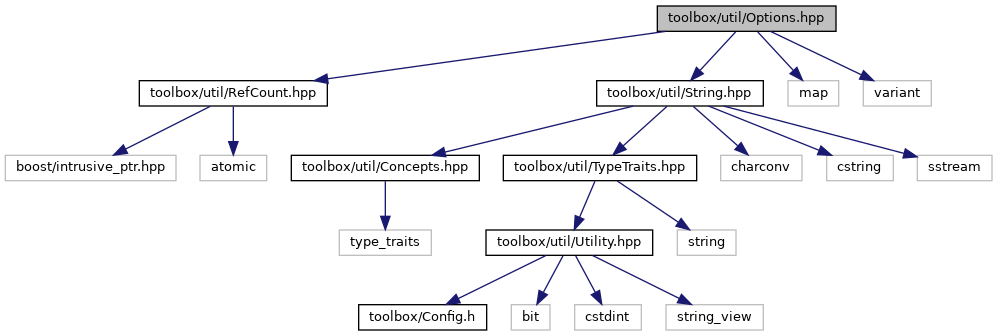 toolbox/util/Options.hpp
toolbox/util/RefCount.hpp
toolbox/util/String.hpp
map
variant
boost/intrusive_ptr.hpp
atomic
toolbox/util/Concepts.hpp
toolbox/util/TypeTraits.hpp
charconv
cstring
sstream
type_traits
toolbox/util/Utility.hpp
string
toolbox/Config.h
bit
cstdint
string_view